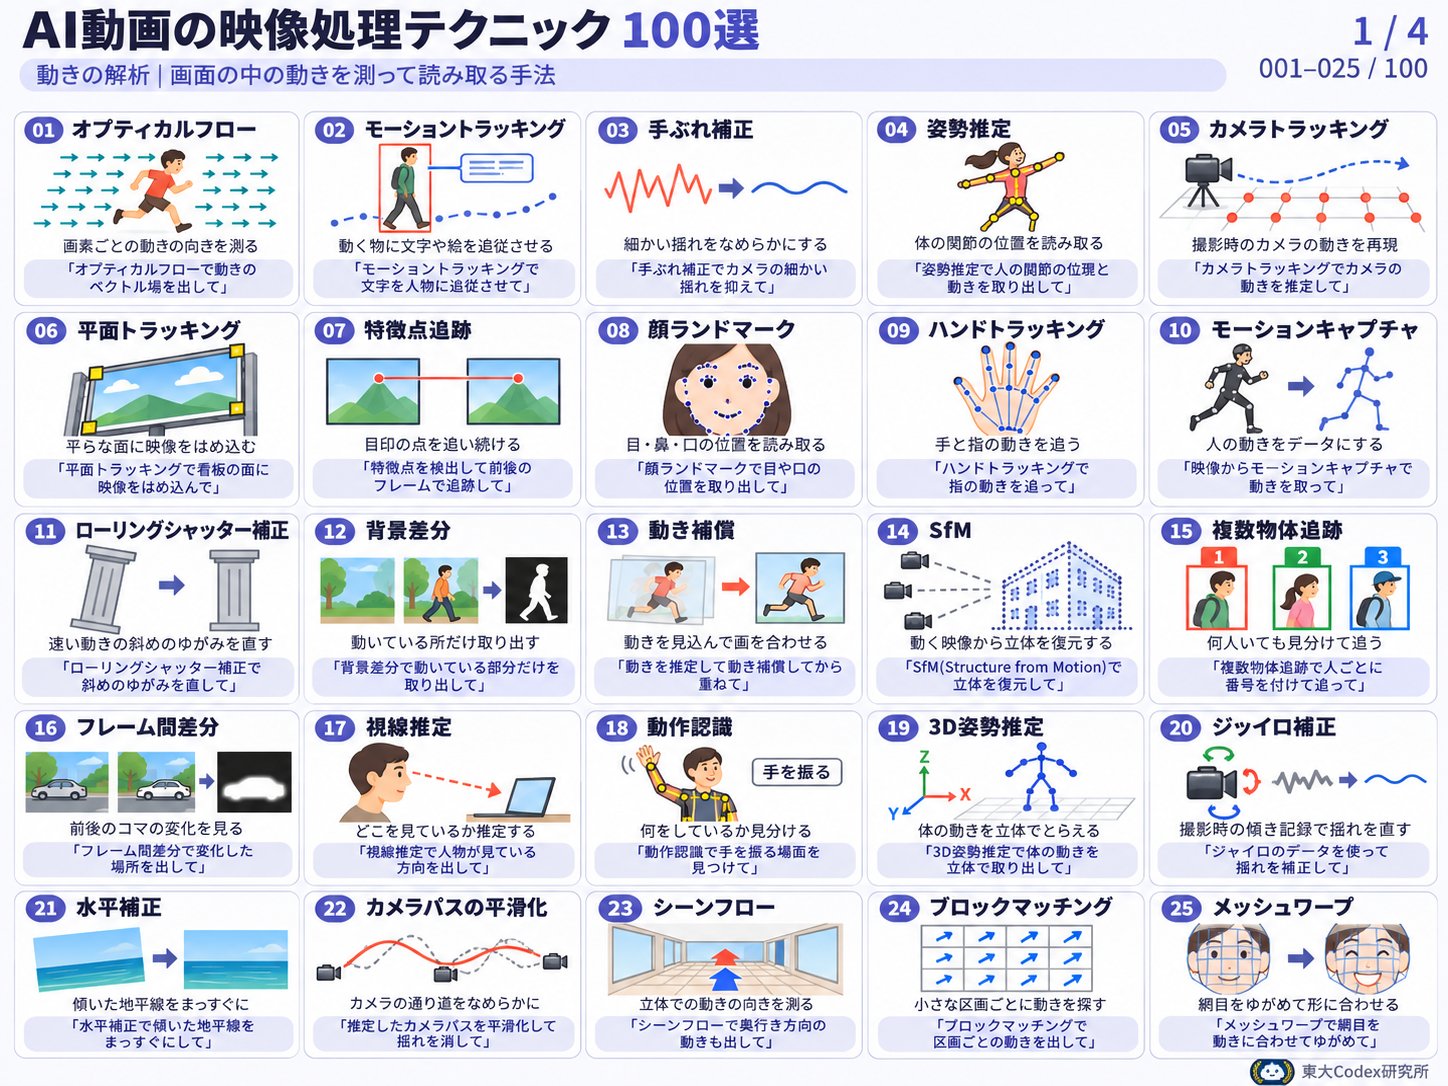 AI動画の映像処理テクニック 100選
1 / 4
動きの解析 | 画面の中の動きを測って読み取る手法
001–025 / 100
01 オプティカルフロー
画素ごとの動きの向きを測る
「オプティカルフローで動きの
ベクトル場を出して」
02 モーショントラッキング
動く物に文字や絵を追従させる
「モーショントラッキングで
文字を人物に追従させて」
03 手ぶれ補正
細かい揺れをなめらかにする
「手ぶれ補正でカメラの細かい
揺れを抑えて」
04 姿勢推定
体の関節の位置を読み取る
「姿勢推定で人の関節の位現と
動きを取り出して」
05 カメラトラッキング
撮影時のカメラの動きを再現
「カメラトラッキングでカメラの
動きを推定して」
06 平面トラッキング
平らな面に映像をはめ込む
「平面トラッキングで看板の面に
映像をはめ込んで」
07 特徴点追跡
目印の点を追い続ける
「特徴点を検出して前後の
フレームで追跡して」
08 顔ランドマーク
目・鼻・口の位置を読み取る
「顔ランドマークで目や口の
位置を取り出して」
09 ハンドトラッキング
手と指の動きを追う
「ハンドトラッキングで
指の動きを追って」
10 モーションキャプチャ
人の動きをデータにする
「映像からモーションキャプチャで
動きを取って」
11 ローリングシャッター補正
速い動きの斜めのゆがみを直す
「ローリングシャッター補正で
斜めのゆがみを直して」
12 背景差分
動いている所だけ取り出す
「背景差分で動いている部分だけを
取り出して」
13 動き補償
動きを見込んで画を合わせる
「動きを推定して動き補償してから
重ねて」
14 SfM
動く映像から立体を復元する
「SfM(Structure from Motion)で
立体を復元して」
15 複数物体追跡
1 2 3
何人いても見分けて追う
「複数物体追跡で人ごとに
番号を付けて追って」
16 フレーム間差分
前後のコマの変化を見る
「フレーム間差分で変化した
場所を出して」
17 視線推定
どこを見ているか推定する
「視線推定で人物が見ている
方向を出して」
18 動作認識
手を振る
何をしているか見分ける
「動作認識で手を振る場面を
見つけて」
19 3D姿勢推定
Z
X
Y
体の動きを立体でとらえる
「3D姿勢推定で体の動きを
立体で取り出して」
20 ジャイロ補正
撮影時の傾き記録で揺れを直す
「ジャイロのデータを使って
揺れを補正して」
21 水平補正
傾いた地平線をまっすぐに
「水平補正で傾いた地平線を
まっすぐにして」
22 カメラパスの平滑化
カメラの通り道をなめらかに
「推定したカメラパスを平滑化して
揺れを消して」
23 シーンフロー
立体での動きの向きを測る
「シーンフローで奥行き方向の
動きも出して」
24 ブロックマッチング
小さな区画ごとに動きを探す
「ブロックマッチングで
区画ごとの動きを出して」
25 メッシュワープ
網目をゆがめて形に合わせる
「メッシュワープで網目を
動きに合わせてゆがめて」
東大Codex研究所